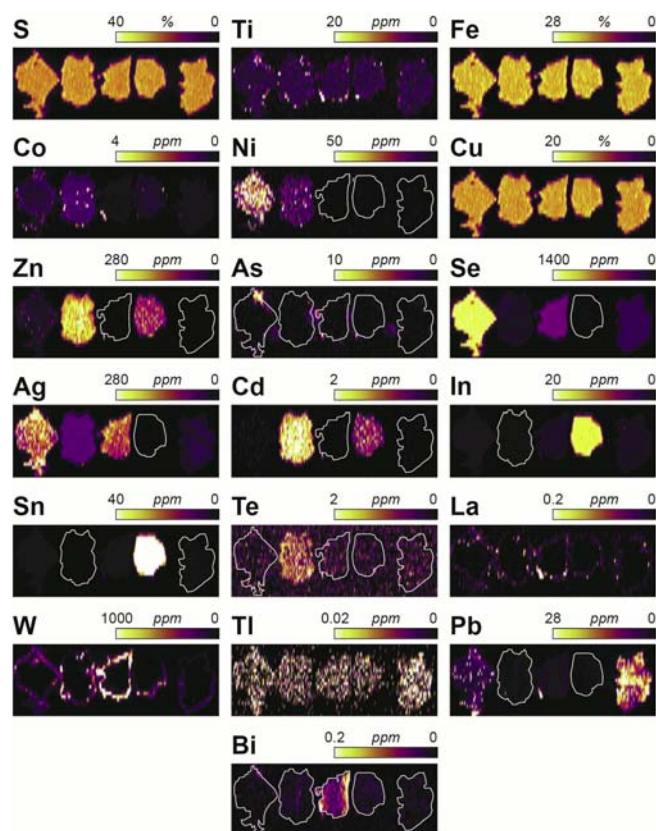 S 40 % 0
Ti 20 ppm 0
Fe 28 % 0
Co 4 ppm 0
Ni 50 ppm 0
Cu 20 % 0
Zn 280 ppm 0
As 10 ppm 0
Se 1400 ppm 0
Ag 280 ppm 0
Cd 2 ppm 0
In 20 ppm 0
Sn 40 ppm 0
Te 2 ppm 0
La 0.2 ppm 0
W 1000 ppm 0
Tl 0.02 ppm 0
Pb 28 ppm 0
Bi 0.2 ppm 0